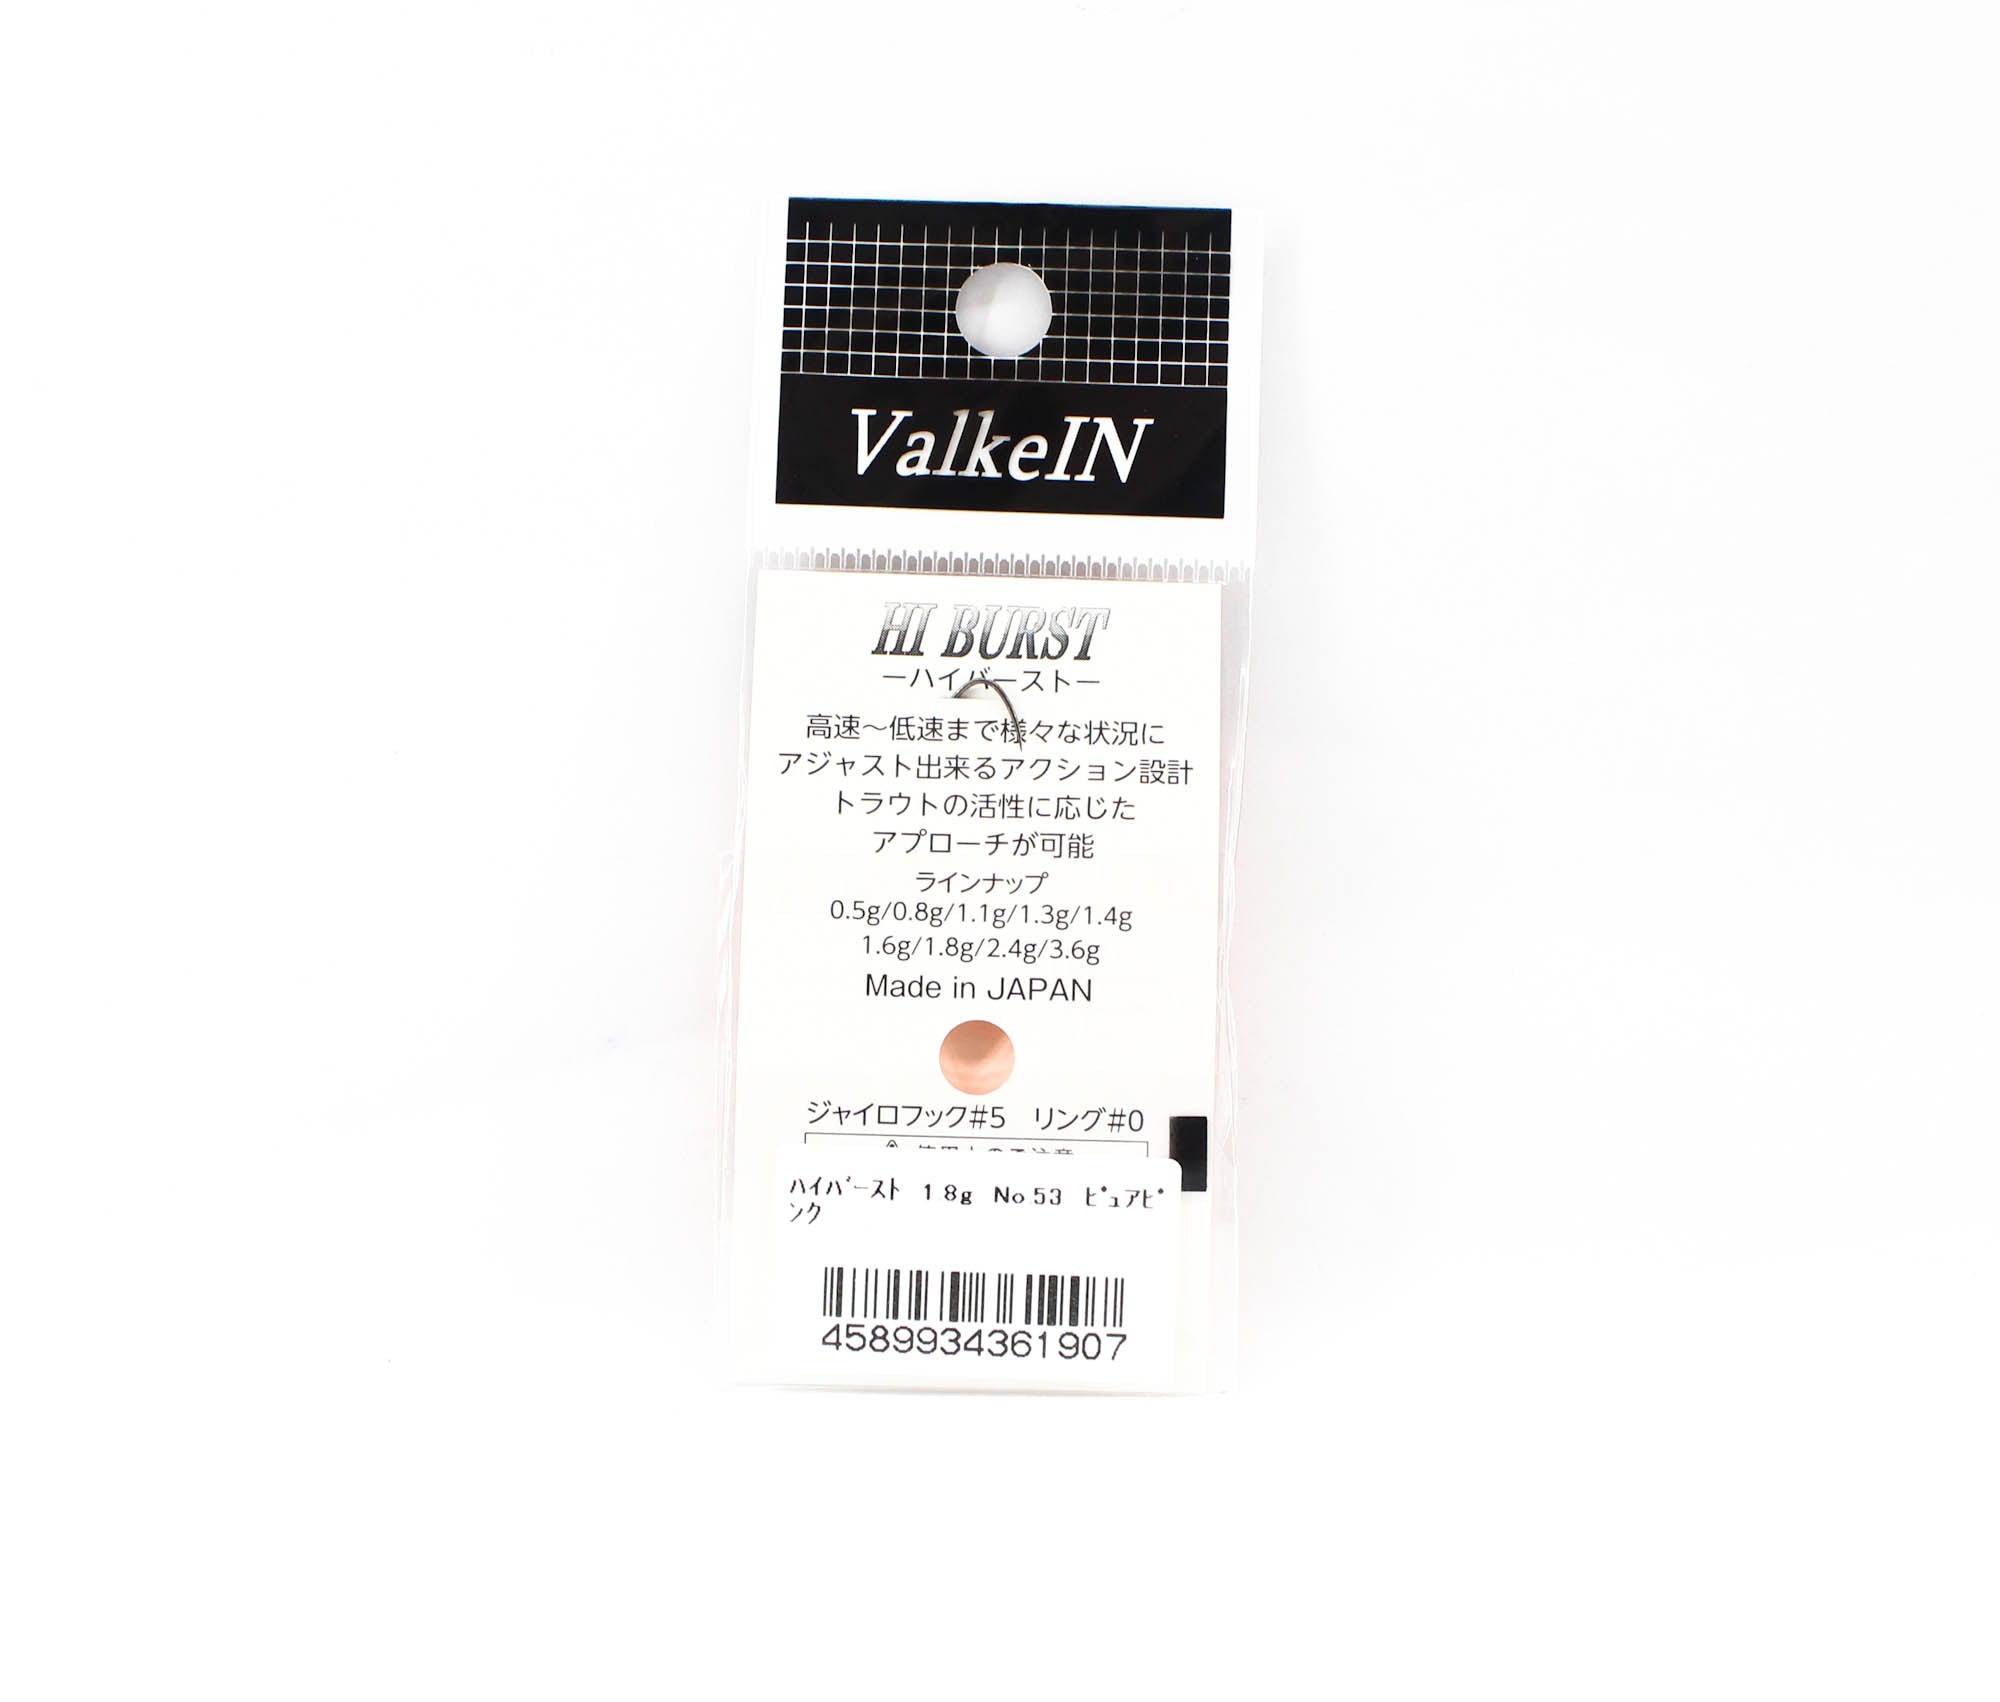 ValkeIN
HI BURST
ーハイバーストー
高速～低速まで様々な状況に
アジャスト出来るアクション設計
トラウトの活性に応じた
アプローチが可能
ラインナップ
0.5g/0.8g/1.1g/1.3g/1.4g
1.6g/1.8g/2.4g/3.6g
Made in JAPAN
ジャイロフック#5 リング#0
ﾊｲﾊﾞｰｽﾄ 1 8g No 53 ﾋﾟｭｱﾋﾟ
ﾝｸ
4589934361907